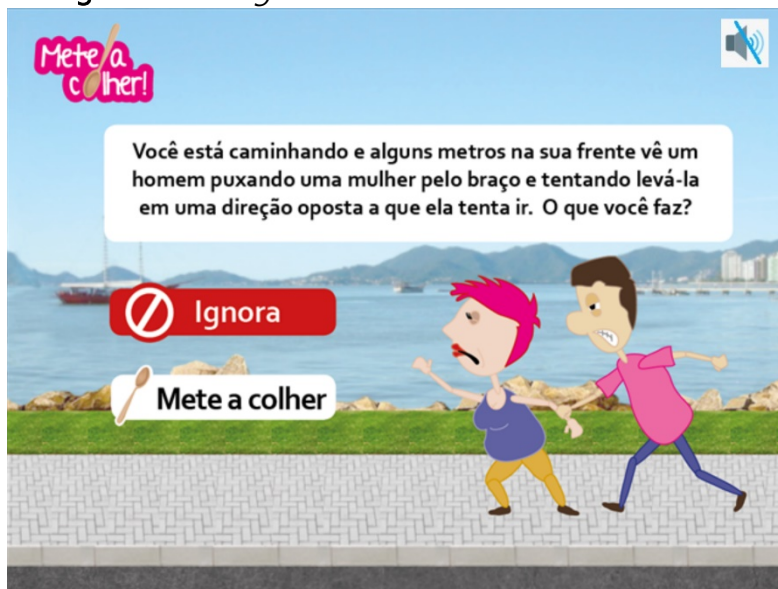 Mete a
colher!
Você está caminhando e alguns metros na sua frente vê um
homem puxando uma mulher pelo braço e tentando levá-la
em uma direção oposta a que ela tenta ir. O que você faz?
Ignora
Mete a colher